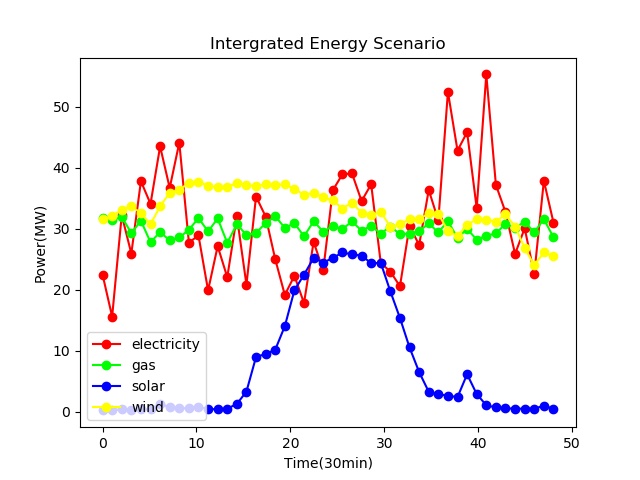 Intergrated Energy Scenario
Power(MW)
50
40
30
20
10
0
electricity
gas
solar
wind
0 10 20 30 40 50
Time(30min)